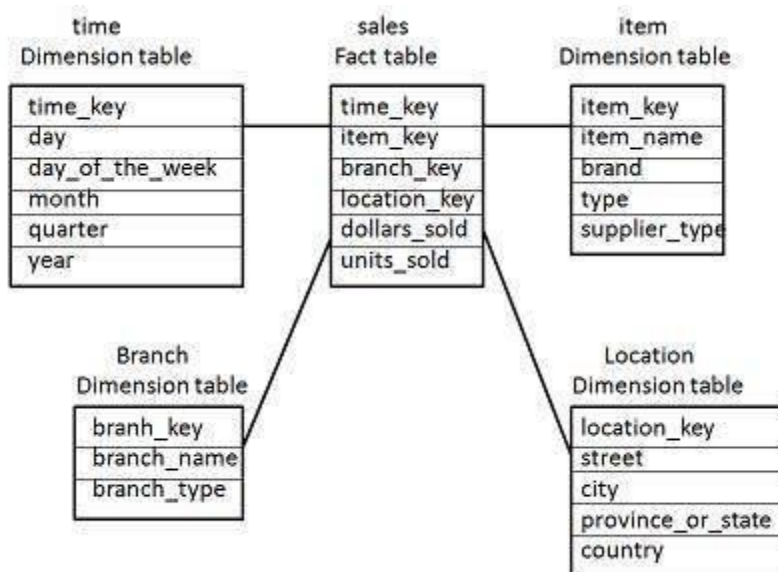 time
Dimension table
time_key
day
day_of_the_week
month
quarter
year
sales
Fact table
time_key
item_key
branch_key
location_key
dollars_sold
units_sold
item
Dimension table
item_key
item_name
brand
type
supplier_type
Branch
Dimension table
branh_key
branch_name
branch_type
Location
Dimension table
location_key
street
city
province_or_state
country